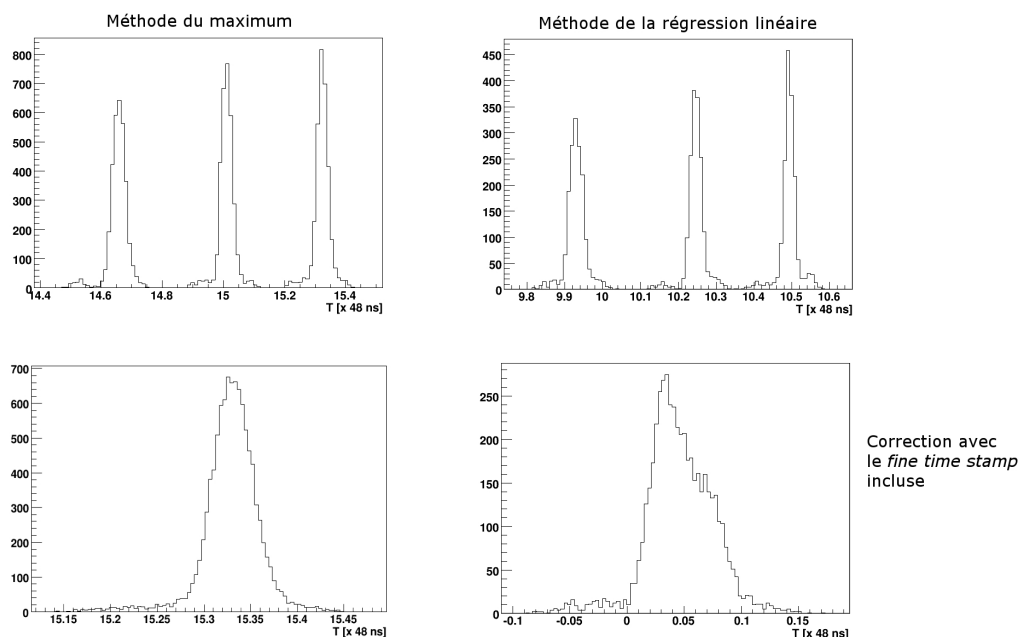 Méthode du maximum
Méthode de la régression linéaire
800
700
600
500
400
300
200
100
0
14.4 14.6 14.8 15 15.2 15.4
T [x 48 ns]
450
400
350
300
250
200
150
100
50
0
9.8 9.9 10 10.1 10.2 10.3 10.4 10.5 10.6
T [x 48 ns]
700
600
500
400
300
200
100
0
15.15 15.2 15.25 15.3 15.35 15.4 15.45
T [x 48 ns]
250
200
150
100
50
0
-0.1 -0.05 0 0.05 0.1 0.15
T [x 48 ns]
Correction avec
le fine time stamp
incluse